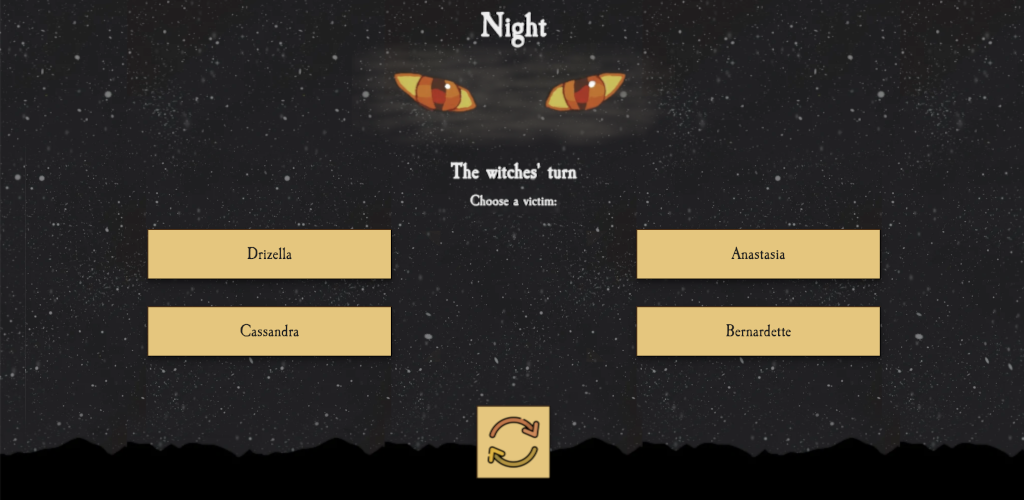 Night
The witches' turn
Choose a victim:
Drizella
Anastasia
Cassandra
Bernardette